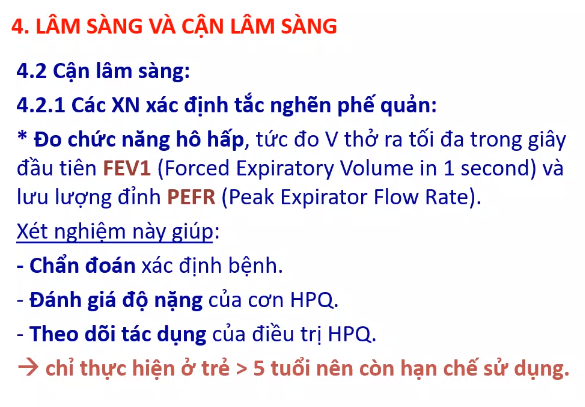 4. LÂM SÀNG VÀ CẬN LÂM SÀNG
4.2 Cận lâm sàng:
4.2.1 Các XN xác định tắc nghẽn phế quản:
* Đo chức năng hô hấp, tức đo V thở ra tối đa trong giây
đầu tiên FEV1 (Forced Expiratory Volume in 1 second) và
lưu lượng đỉnh PEFR (Peak Expirator Flow Rate).
Xét nghiệm này giúp:
- Chẩn đoán xác định bệnh.
- Đánh giá độ nặng của cơn HPQ.
- Theo dõi tác dụng của điều trị HPQ.
→ chỉ thực hiện ở trẻ > 5 tuổi nên còn hạn chế sử dụng.